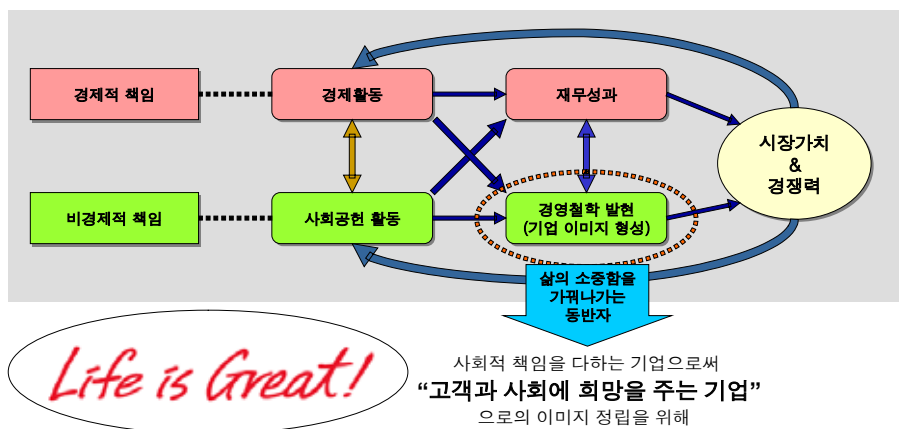 경제적 책임
경제활동
재무성과
시장가치
&
경쟁력
비경제적 책임
사회공헌 활동
경영철학 발현
(기업 이미지 형성)
삶의 소중함을
가꿔나가는
동반자
Life is Great!
사회적 책임을 다하는 기업으로써
“고객과 사회에 희망을 주는 기업”
으로의 이미지 정립을 위해